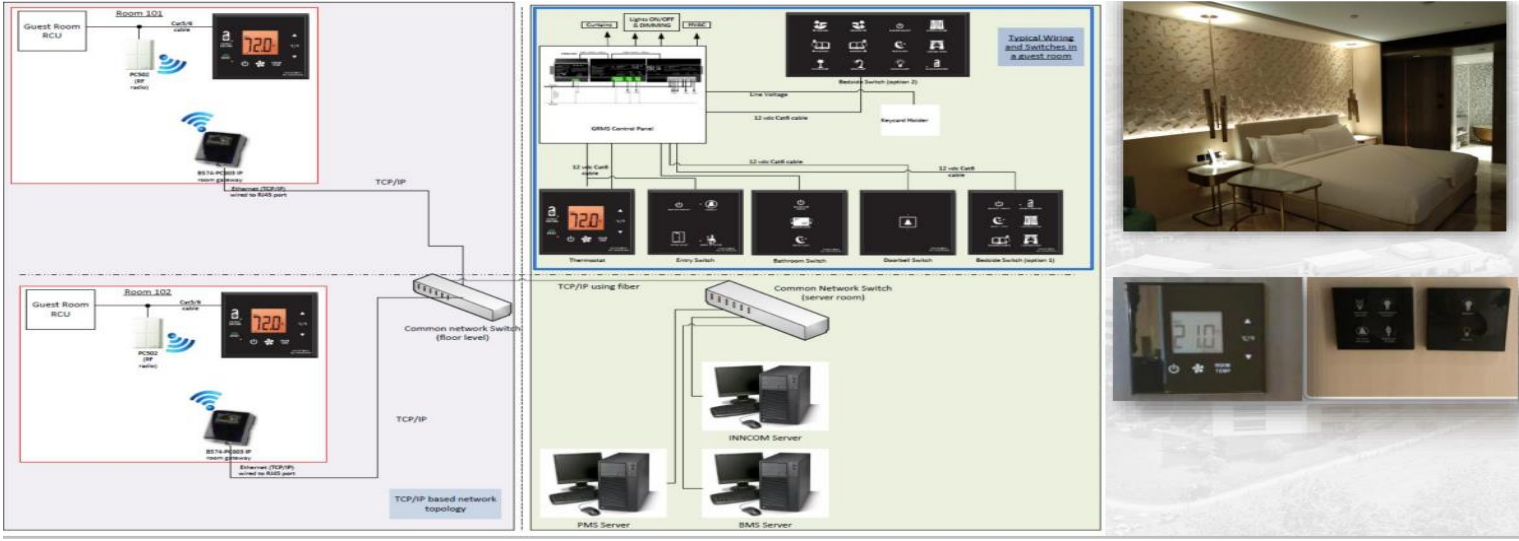 Room 101
Guest Room
RCU
Cat5/6
cable
72.0
PC502
(RF
radio)
B574-PC603 IP
room gateway
Ethernet (TCP/IP)
wired to RJ45 port
TCP/IP
Room 102
Guest Room
RCU
Cat5/6
cable
72.0
PC502
(RF
radio)
B574-PC603 IP
room gateway
Ethernet (TCP/IP)
wired to RJ45 port
TCP/IP
Common network Switch
(floor level)
TCP/IP based network
topology
Curtains
Lights ON/OFF
& DIMMING
HVAC
Typical Wiring
and Switches in
a guest room
Bedside Switch (option 2)
Line Voltage
12 vdc Cat6 cable
Keycard Holder
GRMS Control Panel
12 vdc Cat6
cable
12 vdc Cat6 cable
12 vdc Cat6
cable
72.0
Thermostat
Entry Switch
Bathroom Switch
Doorbell Switch
Bedside Switch (option 1)
TCP/IP using fiber
Common Network Switch
(server room)
INNCOM Server
PMS Server
BMS Server
21.0
ROOM
TEMP